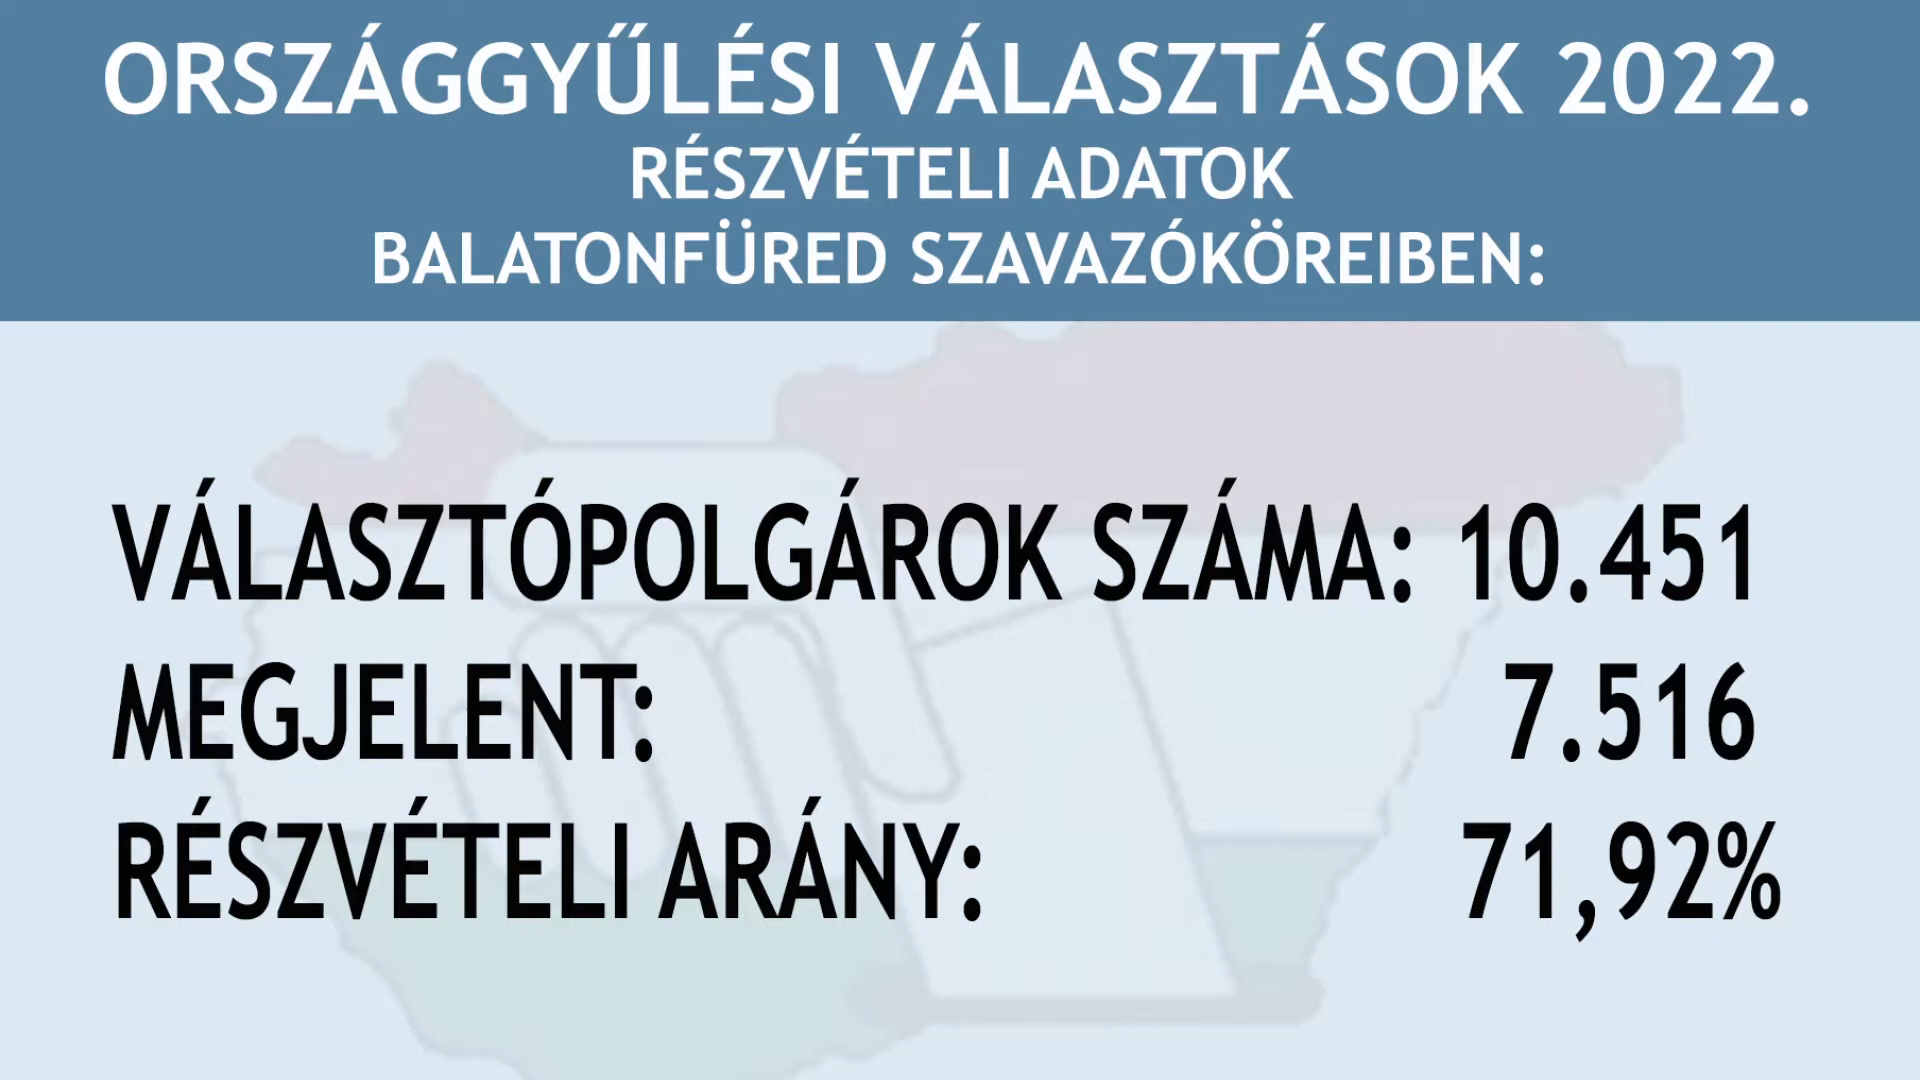 ORSZÁGGYŰLÉSI VÁLASZTÁSOK 2022.
RÉSZVÉTELI ADATOK
BALATONFÜRED SZAVAZÓKÖREIBEN:
VÁLASZTÓPOLGÁROK SZÁMA: 10.451
MEGJELENT: 7.516
RÉSZVÉTELI ARÁNY: 71,92%